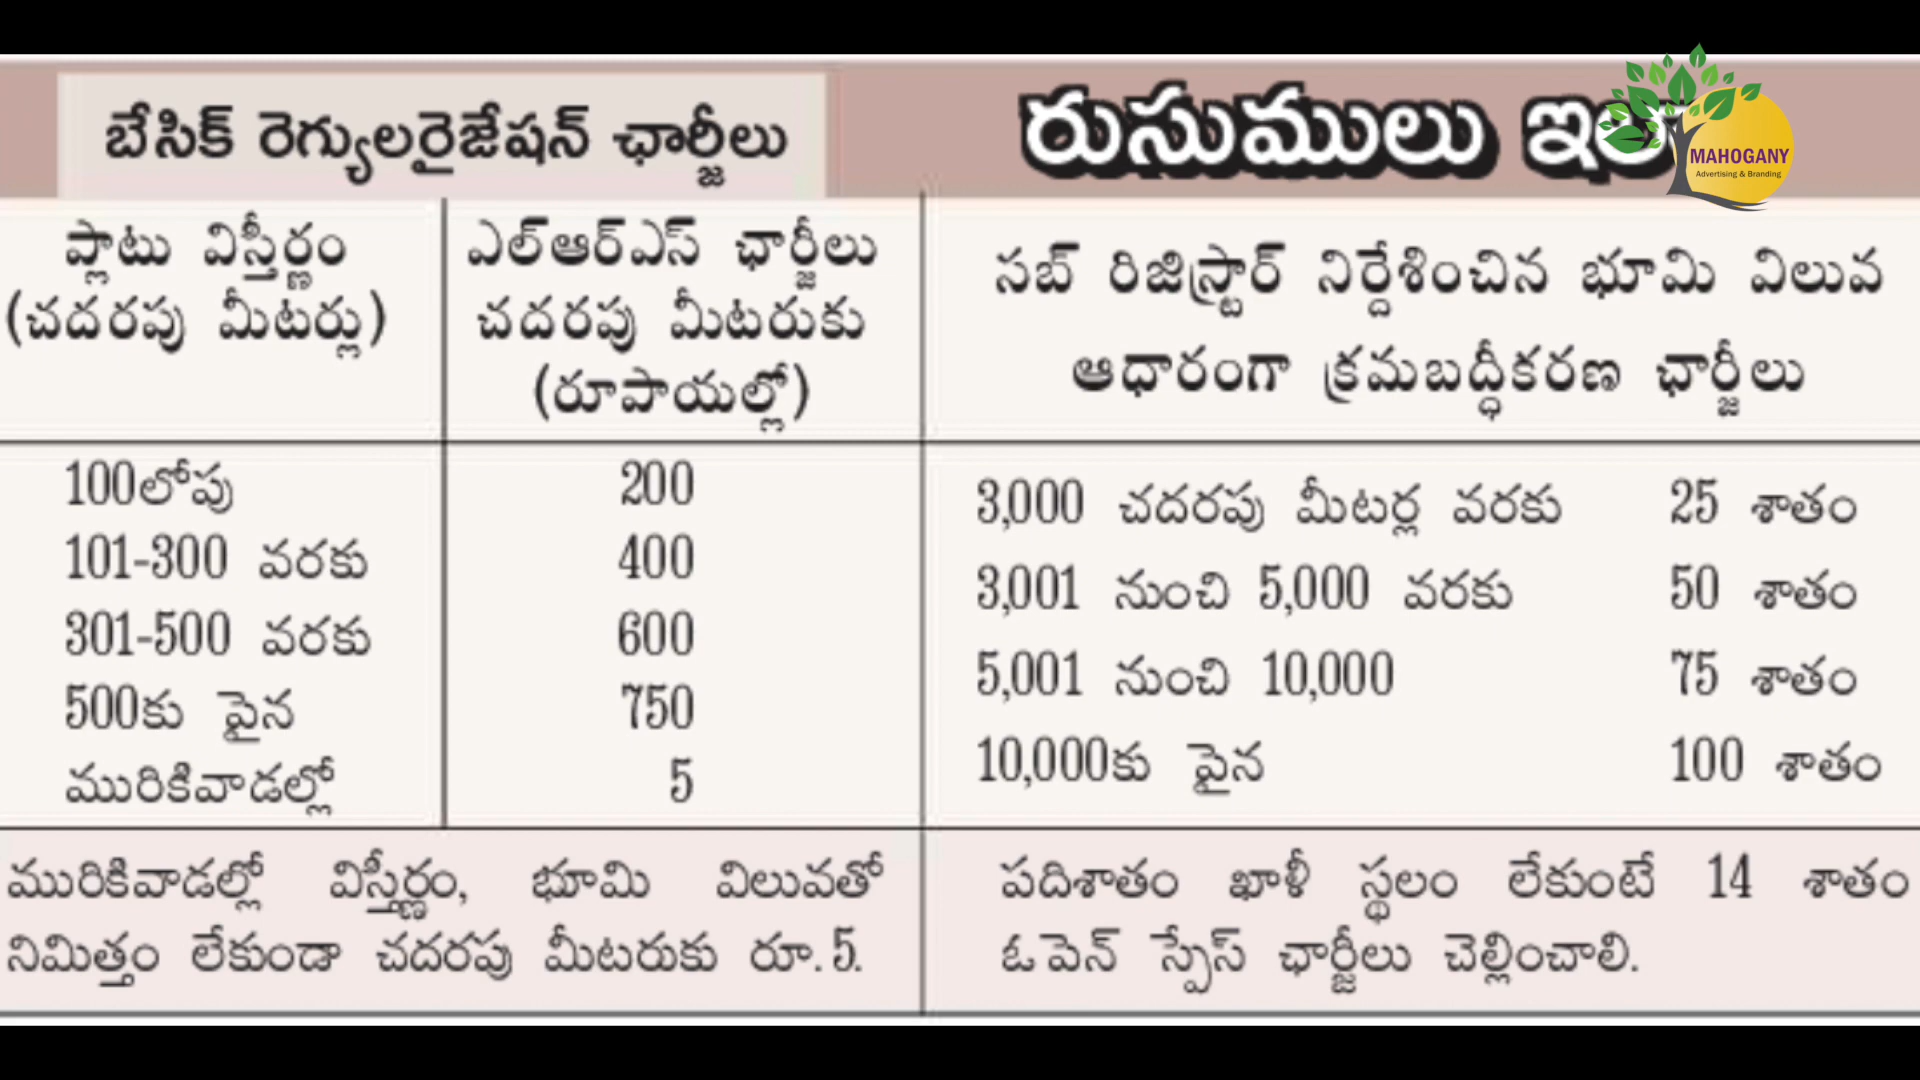 బేసిక్ రెగ్యులరైజేషన్ ఛార్జీలు
రుసుములు
MAHOGANY
Advertising & Branding
ప్లాటు విస్తీర్ణం
(చదరపు మీటర్లు)
ఎల్ఆర్ఎస్ ఛార్జీలు
చదరపు మీటరుకు
(రూపాయల్లో)
100లోపు 200
101-300 వరకు 400
301-500 వరకు 600
500కు పైన 750
మురికివాడల్లో 5
మురికివాడల్లో విస్తీర్ణం, భూమి విలువతో
నిమిత్తం లేకుండా చదరపు మీటరుకు రూ. 5.
సబ్ రిజిస్ట్రార్ నిర్దేశించిన భూమి విలువ
ఆధారంగా క్రమబద్ధీకరణ ఛార్జీలు
3,000 చదరపు మీటర్ల వరకు 25 శాతం
3,001 నుంచి 5,000 వరకు 50 శాతం
5,001 నుంచి 10,000 75 శాతం
10,000కు పైన 100 శాతం
పదిశాతం ఖాళీ స్థలం లేకుంటే 14 శాతం
ఓపెన్ స్పేస్ ఛార్జీలు చెల్లించాలి.